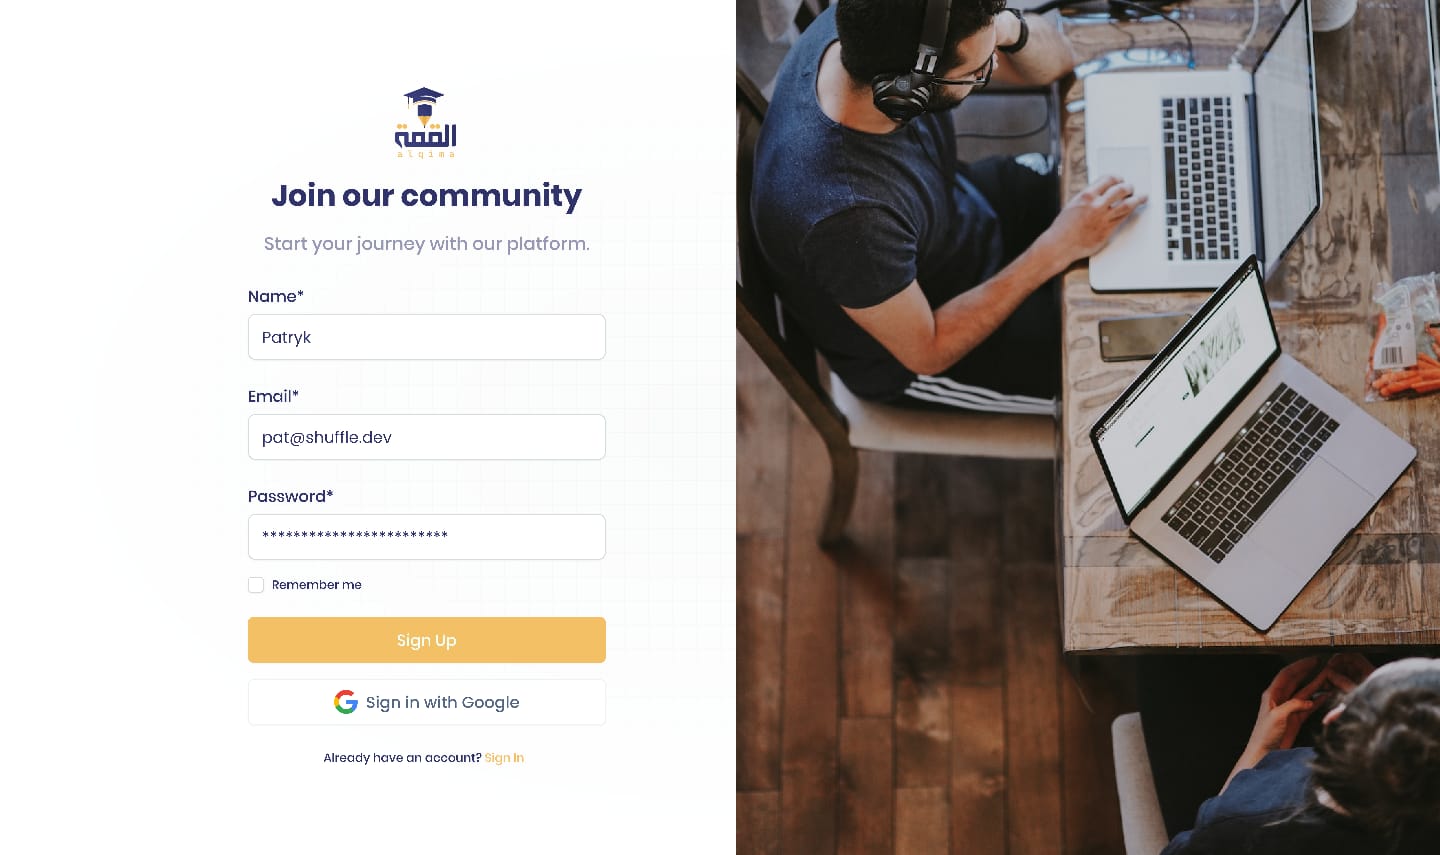 القمة
alqima
Join our community
Start your journey with our platform.
Name*
Patryk
Email*
pat@shuffle.dev
Password*
************************
Remember me
Sign Up
Sign in with Google
Already have an account? Sign In